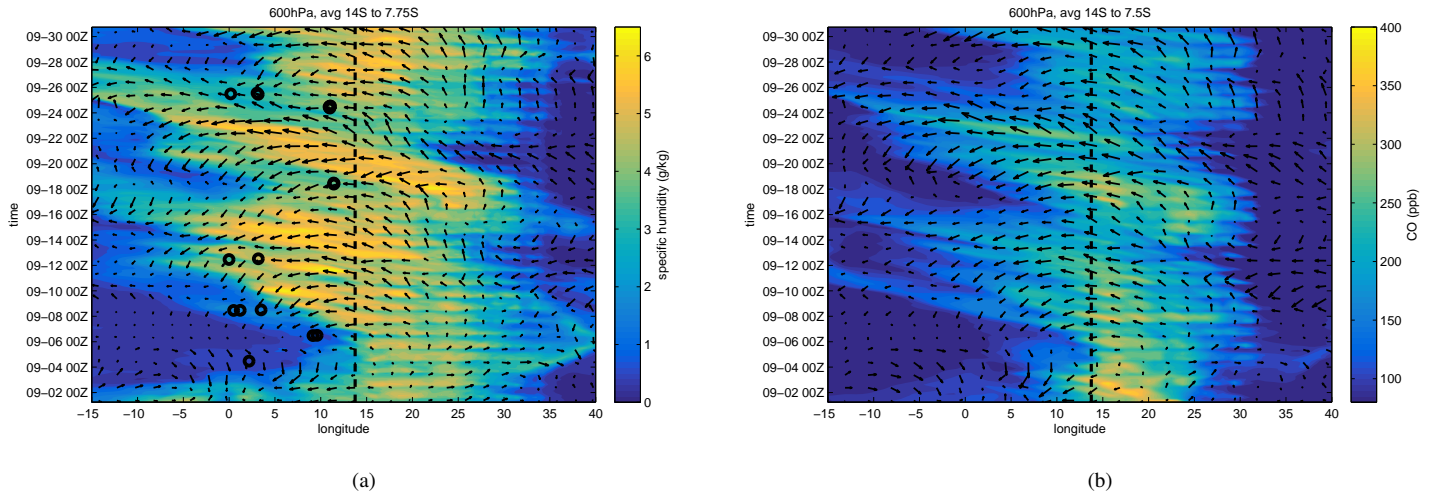 600hPa, avg 14S to 7.75S
09−30 00Z
09−28 00Z
09−26 00Z
09−24 00Z
09−22 00Z
09−20 00Z
09−18 00Z
09−16 00Z
09−14 00Z
09−12 00Z
09−10 00Z
09−08 00Z
09−06 00Z
09−04 00Z
09−02 00Z
time
−15 −10 −5 0 5 10 15 20 25 30 35 40
longitude
6
5
4
3
2
1
0
specific humidity (g/kg)
(a)
600hPa, avg 14S to 7.5S
09−30 00Z
09−28 00Z
09−26 00Z
09−24 00Z
09−22 00Z
09−20 00Z
09−18 00Z
09−16 00Z
09−14 00Z
09−12 00Z
09−10 00Z
09−08 00Z
09−06 00Z
09−04 00Z
09−02 00Z
time
−15 −10 −5 0 5 10 15 20 25 31 35 40
longitude
400
350
300
250
200
150
100
CO (ppb)
(b)